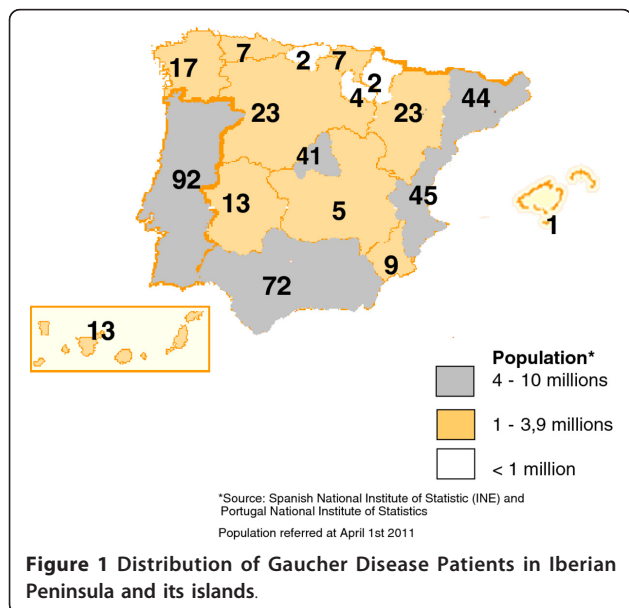 7
2
7
17
2
4
44
23
23
41
92
45
13
5
1
9
72
13
Population*
4 - 10 millions
1 - 3,9 millions
< 1 million
*Source: Spanish National Institute of Statistic (INE) and
Portugal National Institute of Statistics
Population referred at April 1st 2011
Figure 1 Distribution of Gaucher Disease Patients in Iberian
Peninsula and its islands.